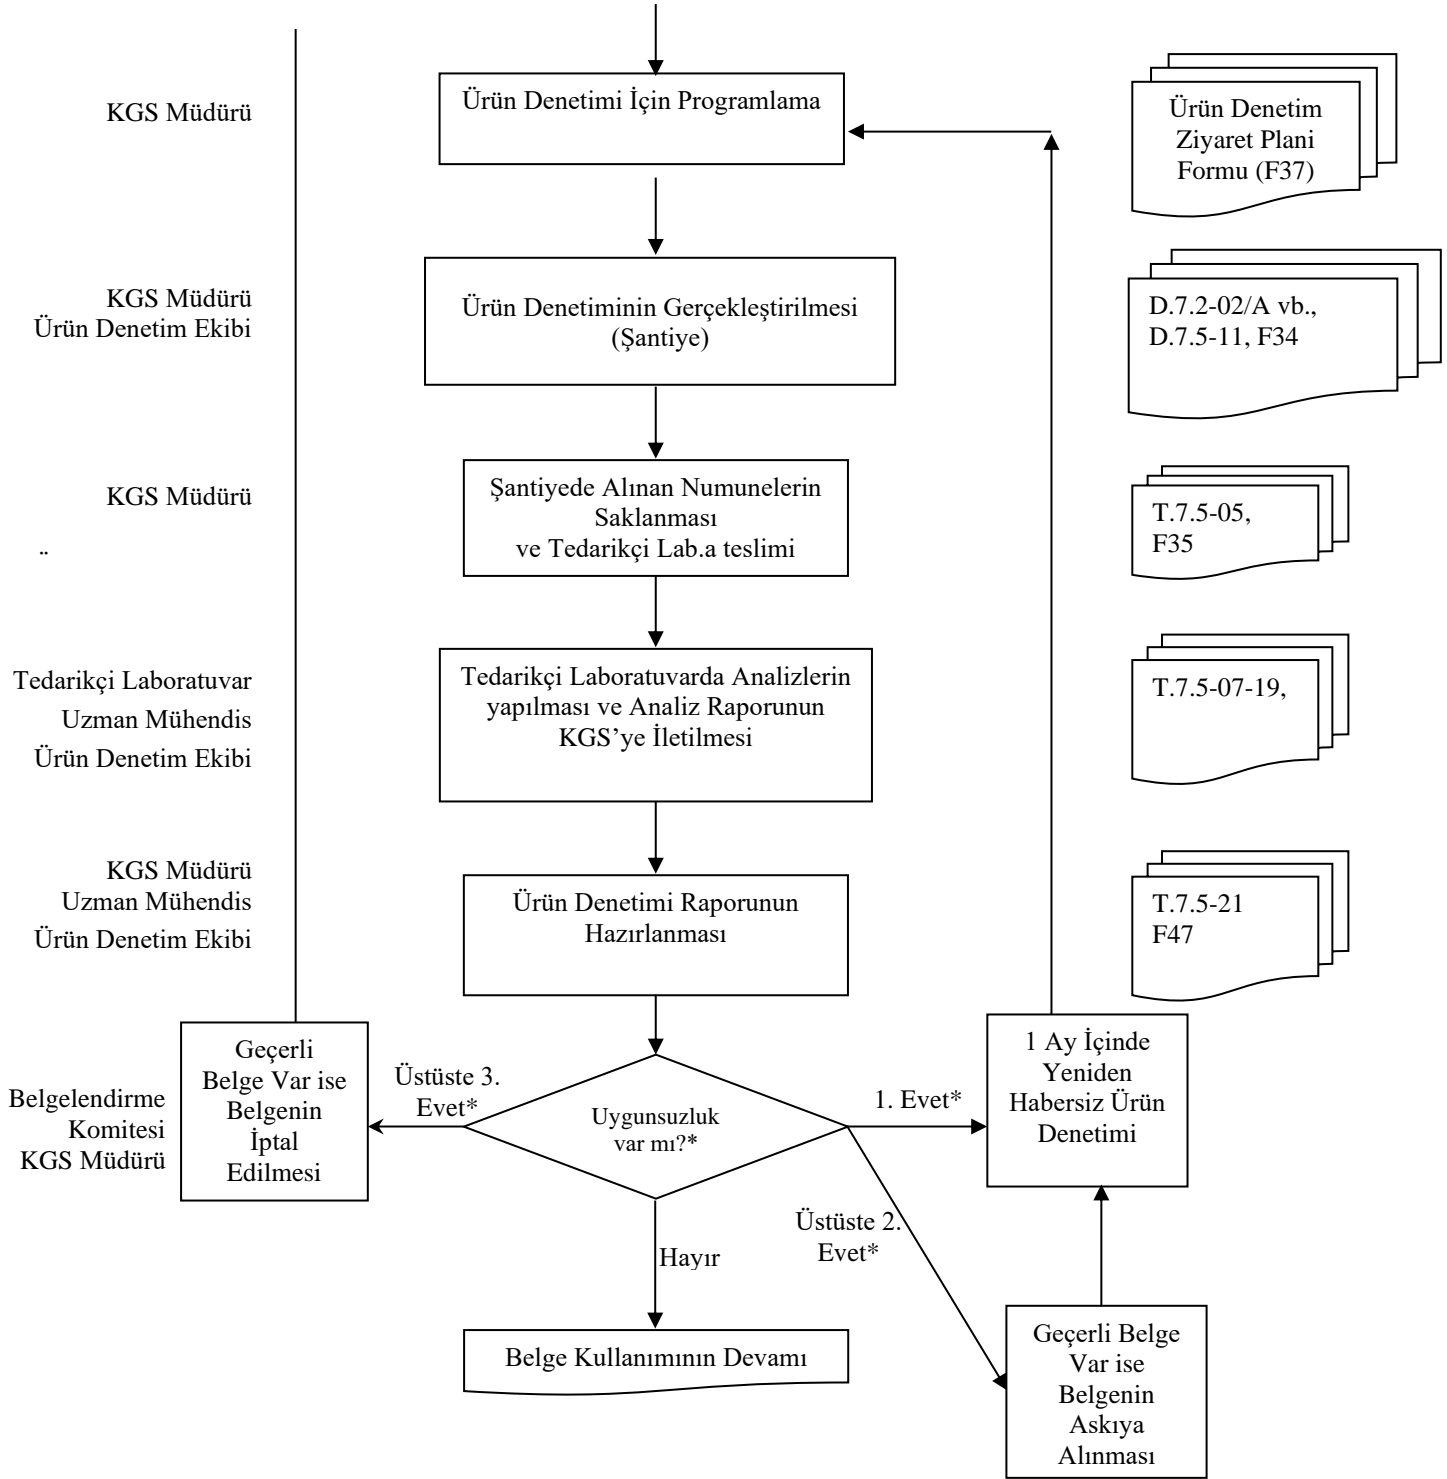 KGS Müdürü
Ürün Denetimi İçin Programlama
Ürün Denetim
Ziyaret Plani
Formu (F37)
KGS Müdürü
Ürün Denetim Ekibi
Ürün Denetiminin Gerçekleştirilmesi
(Şantiye)
D.7.2-02/A vb.,
D.7.5-11, F34
KGS Müdürü
¨
Şantiyede Alınan Numunelerin
Saklanması
ve Tedarikçi Lab.a teslimi
T.7.5-05,
F35
Tedarikçi Laboratuvar
Uzman Mühendis
Ürün Denetim Ekibi
Tedarikçi Laboratuvarda Analizlerin
yapılması ve Analiz Raporunun
KGS’ye İletilmesi
T.7.5-07-19,
KGS Müdürü
Uzman Mühendis
Ürün Denetim Ekibi
Ürün Denetimi Raporunun
Hazırlanması
T.7.5-21
F47
Belgelendirme
Komitesi
KGS Müdürü
Geçerli
Belge Var ise
Belgenin
İptal
Edilmesi
Üstüste 3.
Evet*
Uygunsuzluk
var mı?*
1. Evet*
1 Ay İçinde
Yeniden
Habersiz Ürün
Denetimi
Üstüste 2.
Evet*
Hayır
Belge Kullanımının Devamı
Geçerli Belge
Var ise
Belgenin
Askıya
Alınması